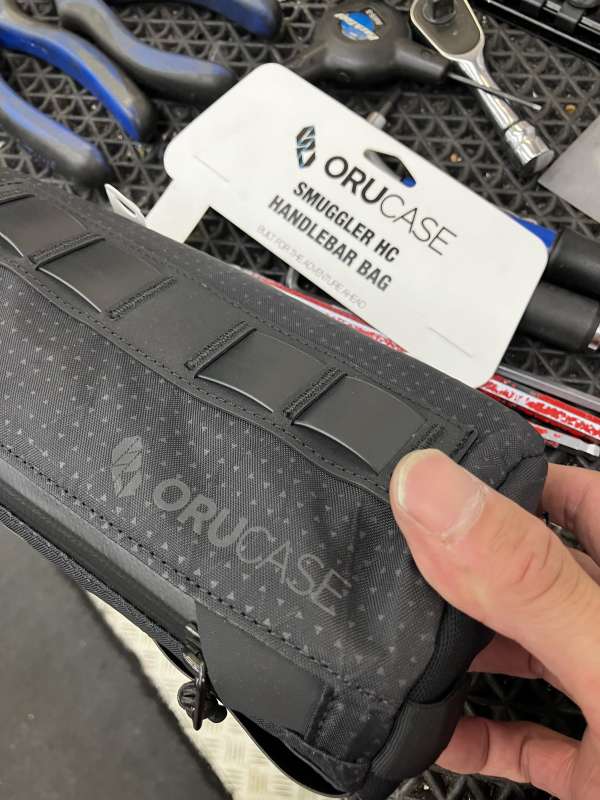 ORUCASE
SMUGGLER HC
HANDLEBAR BAG
BUILT FOR THE ADVENTURE AHEAD
ORUCASE